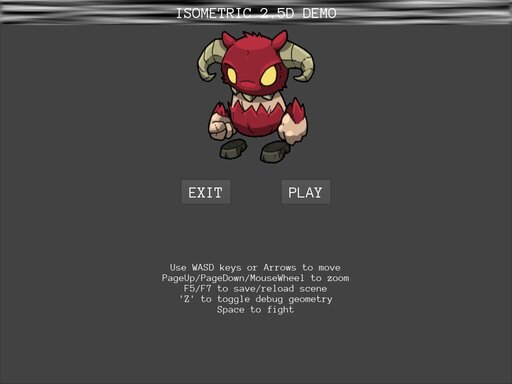 ISOMETRIC 2.5D DEMO
EXIT
PLAY
Use WASD keys or Arrows to move
PageUp/PageDown/MouseWheel to zoom
F5/F7 to save/reload scene
'Z' to toggle debug geometry
Space to fight